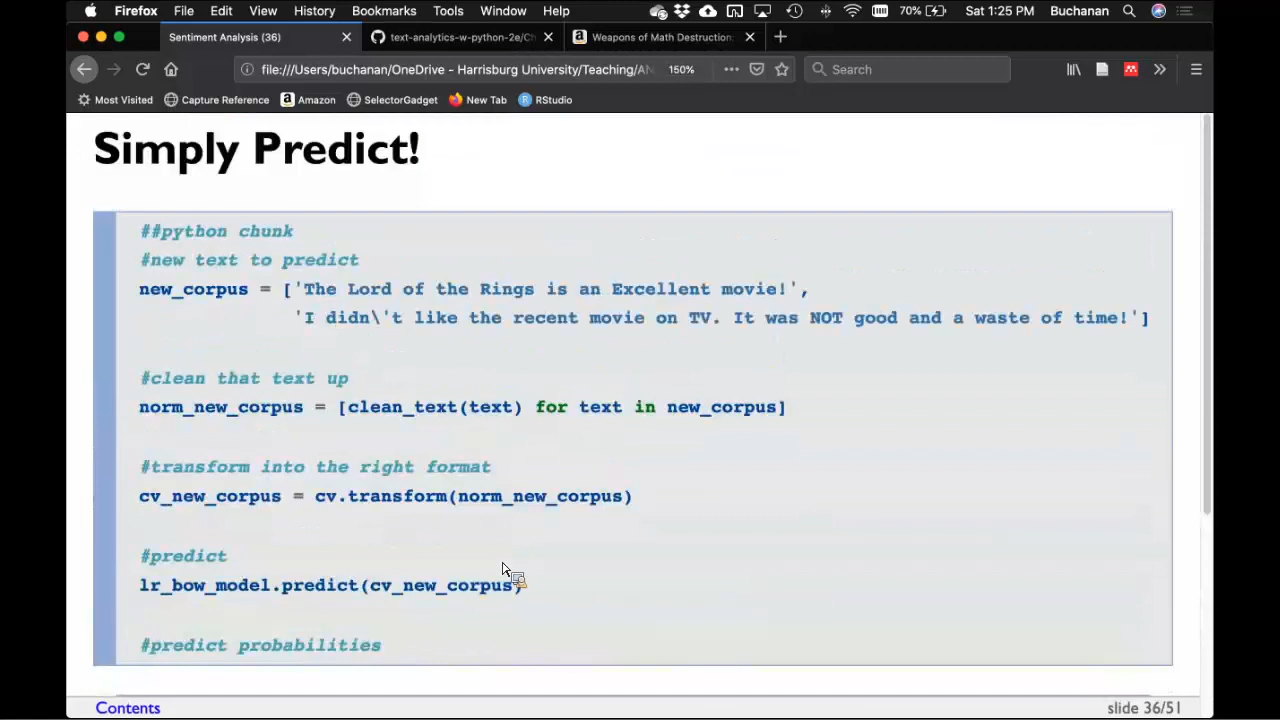 Firefox File Edit View History Bookmarks Tools Window Help 70% Sat 1:25 PM Buchanan
Sentiment Analysis (36) text-analytics-w-python-2e/Ch Weapons of Math Destruction:
file:///Users/buchanan/OneDrive - Harrisburg University/Teaching/AN 150% Search
Most Visited Capture Reference Amazon SelectorGadget New Tab RStudio
Simply Predict!
##python chunk
#new text to predict
new_corpus = ['The Lord of the Rings is an Excellent movie!',
'I didn\'t like the recent movie on TV. It was NOT good and a waste of time!']
#clean that text up
norm_new_corpus = [clean_text(text) for text in new_corpus]
#transform into the right format
cv_new_corpus = cv.transform(norm_new_corpus)
#predict
lr_bow_model.predict(cv_new_corpus)
#predict probabilities
Contents slide 36/51